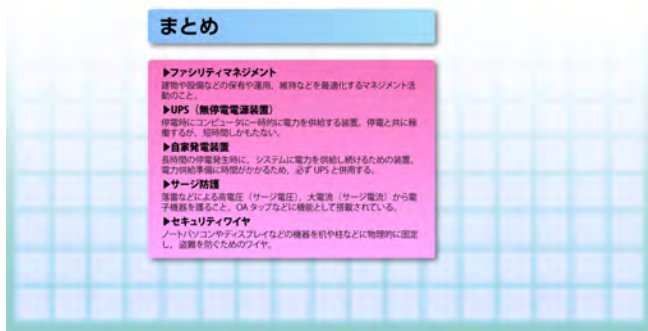 まとめ
▶ファシリティマネジメント
建物や設備などの保有や運用、維持などを最適化するマネジメント活
動のこと。
▶UPS（無停電電源装置）
停電時にコンピュータに一時的に電力を供給する装置。停電と共に稼
働するが、短時間しかもたない。
▶自家発電装置
長時間の停電発生時に、システムに電力を供給し続けるための装置。
電力供給準備に時間がかかるため、必ず UPS と併用する。
▶サージ防護
落雷などによる高電圧（サージ電圧）、大電流（サージ電流）から電
子機器を護ること。OA タップなどに機能として搭載されている。
▶セキュリティワイヤ
ノートパソコンやディスプレイなどの機器を机や柱などに物理的に固定
し、盗難を防ぐためのワイヤ。